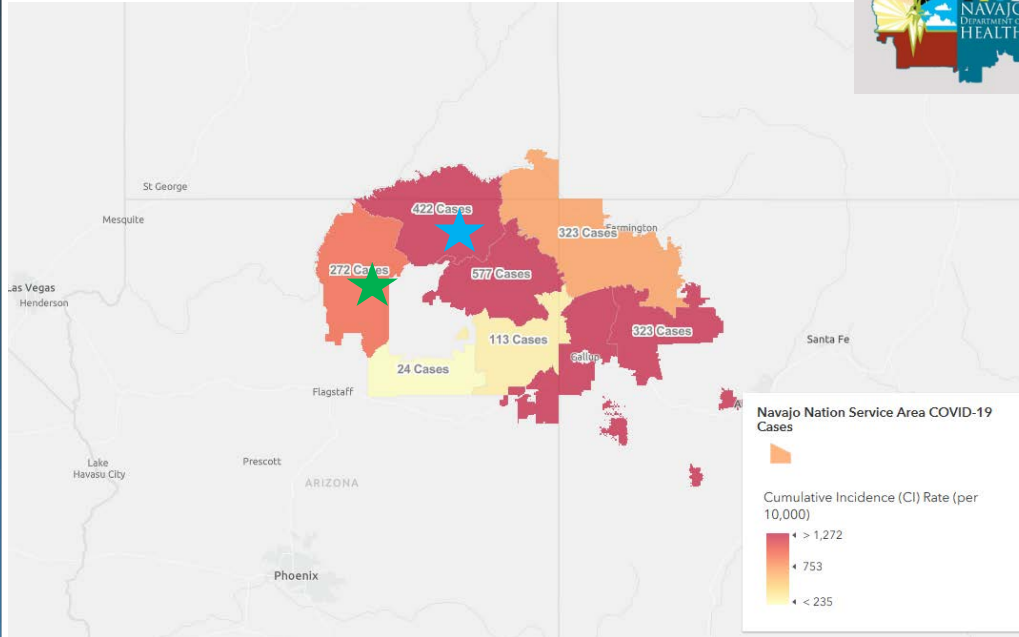 NAVAJO
HEALTH
St George
Mesquite
Las Vegas
Henderson
422 Cases
323 Cases
Farmington
272 Cases
577 Cases
323 Cases
113 Cases
Gallup
Santa Fe
24 Cases
Flagstaff
Lake
Havasu City
Prescott
ARIZONA
Phoenix
Navajo Nation Service Area COVID-19
Cases
Cumulative Incidence (CI) Rate (per
10,000)
> 1,272
753
< 235